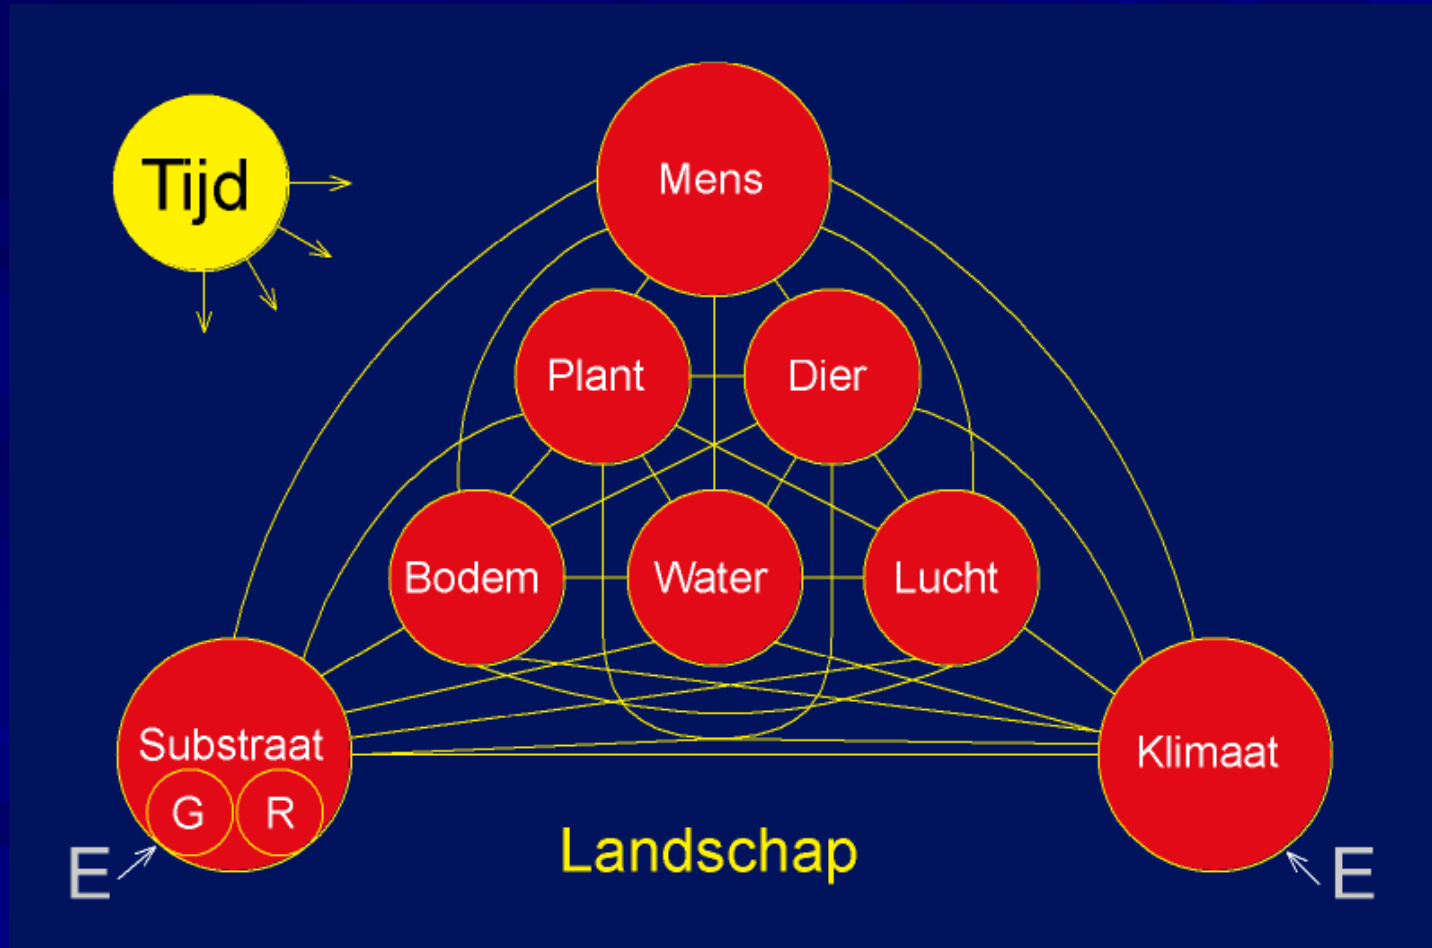 Tijd
Mens
Plant
Dier
Bodem
Water
Lucht
Substraat
G
R
Klimaat
E
Landschap
E